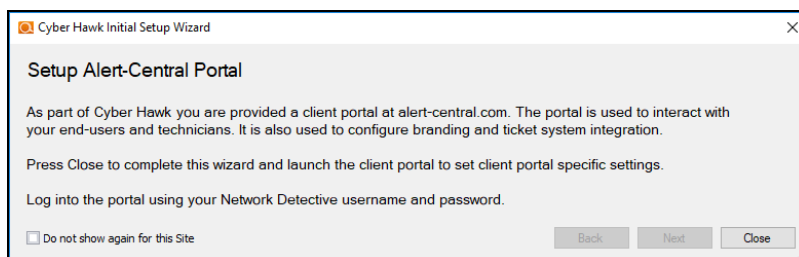 Cyber Hawk Initial Setup Wizard
Setup Alert-Central Portal
As part of Cyber Hawk you are provided a client portal at alert-central.com. The portal is used to interact with
your end-users and technicians. It is also used to configure branding and ticket system integration.
Press Close to complete this wizard and launch the client portal to set client portal specific settings.
Log into the portal using your Network Detective username and password.
Do not show again for this Site
Back
Next
Close